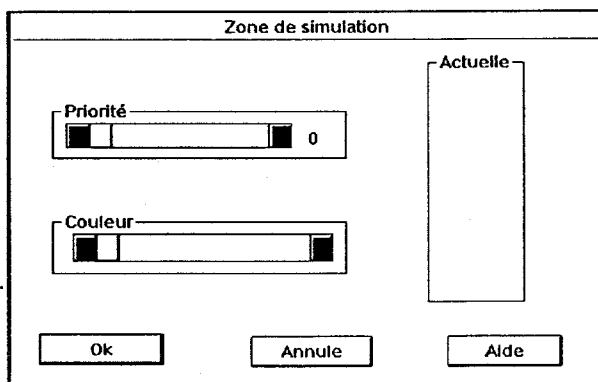 Zone de simulation
Actuelle
Priorité
0
Couleur
Ok
Annule
Aide